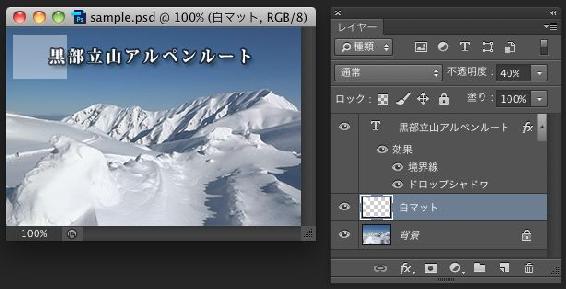 sample.psd @ 100% (白マット, RGB/8)
黒部立山アルペンルート
100%
レイヤー
種類
通常
不透明度: 40%
ロック: 塗り: 100%
T 黒部立山アルペンルート fx
効果
境界線
ドロップシャドウ
白マット
背景
fx.